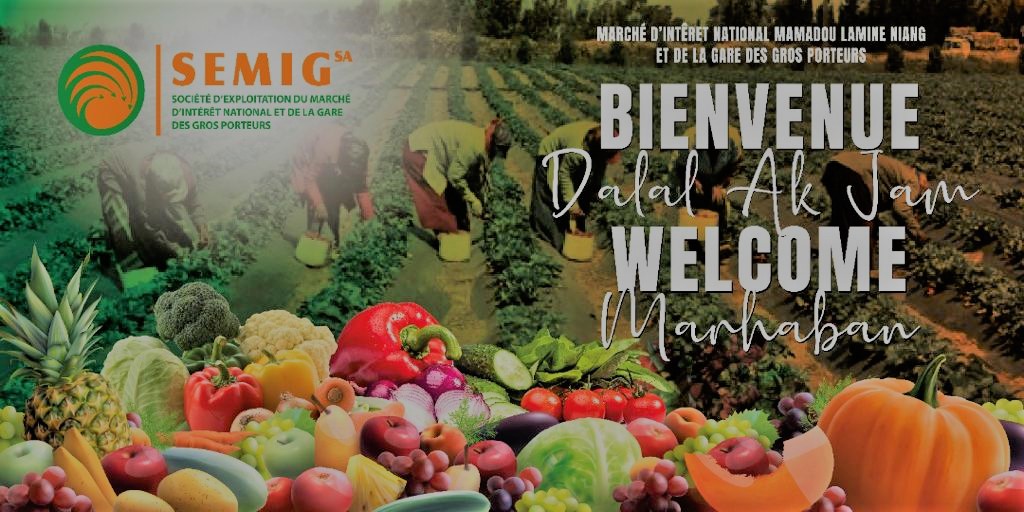 SEMIG SA
SOCIÉTÉ D'EXPLOITATION DU MARCHÉ
D'INTÉRÊT NATIONAL ET DE LA GARE
DES GROS PORTEURS
MARCHÉ D'INTÉRET NATIONAL MAMADOU LAMINE NIANG
ET DE LA GARE DES GROS PORTEURS
BIENVENUE
Dalal Ak Jam
WELCOME
Marhaban